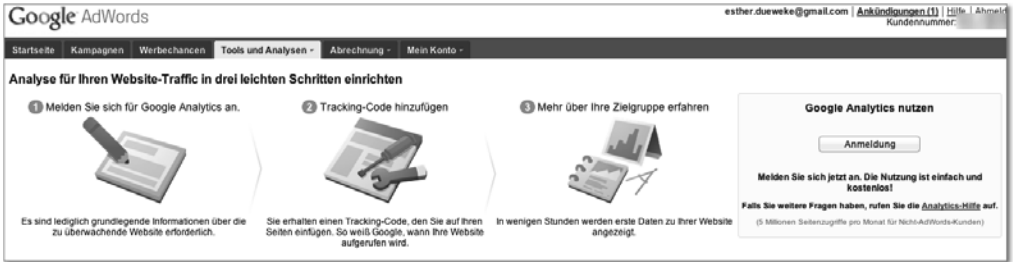 Google AdWords
esther.dueweke@gmail.com | Ankündigungen (1) | Hilfe | Abmeld
Kundennummer:
Startseite Kampagnen Werbechancen Tools und Analysen Abrechnung Mein Konto
Analyse für Ihren Website-Traffic in drei leichten Schritten einrichten
1 Melden Sie sich für Google Analytics an.
Es sind lediglich grundlegende Informationen über die
zu überwachende Website erforderlich.
2 Tracking-Code hinzufügen
Sie erhalten einen Tracking-Code, den Sie auf Ihren
Seiten einfügen. So weiß Google, wann Ihre Website
aufgerufen wird.
3 Mehr über Ihre Zielgruppe erfahren
In wenigen Stunden werden erste Daten zu Ihrer Website
angezeigt.
Google Analytics nutzen
Anmeldung
Melden Sie sich jetzt an. Die Nutzung ist einfach und
kostenlos!
Falls Sie weitere Fragen haben, rufen Sie die Analytics-Hilfe auf.
(5 Millionen Seitenzugriffe pro Monat für Nicht-AdWords-Kunden)